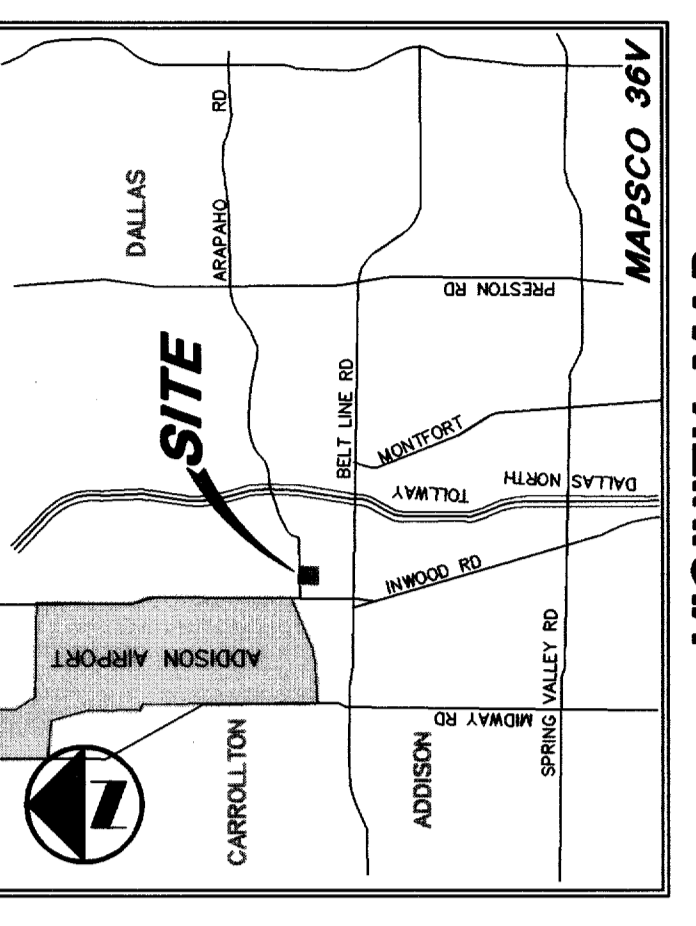 DALLAS
ARAPAHO RD
PRESTON RD
SITE
BELT LINE RD
MONTFORT
DALLAS NORTH TOLLWAY
INWOOD RD
ADDISON AIRPORT
CARROLLTON
ADDISON
MIDWAY RD
SPRING VALLEY RD
N
MAPSCO 36V